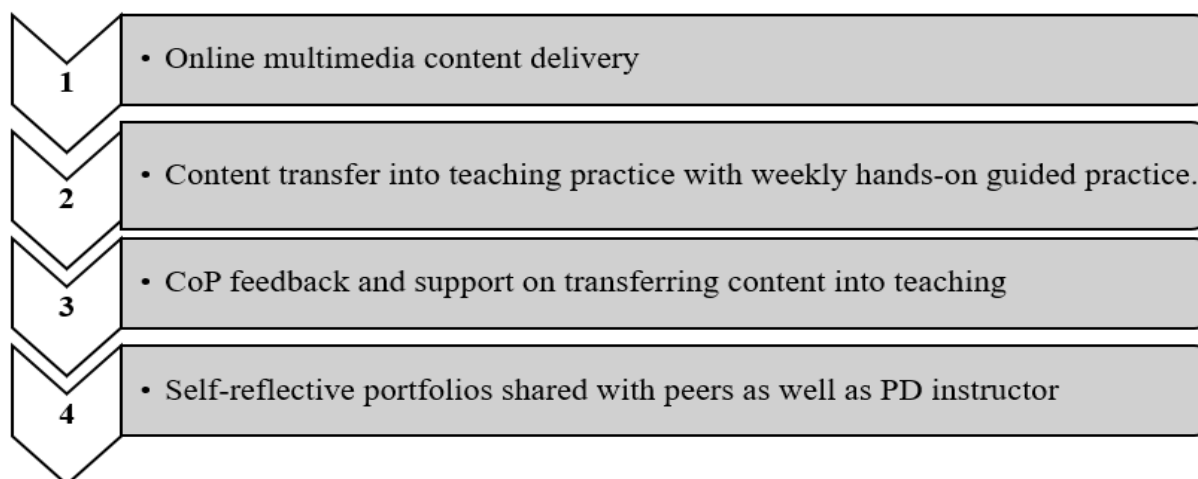 1
• Online multimedia content delivery
2
• Content transfer into teaching practice with weekly hands-on guided practice.
3
• CoP feedback and support on transferring content into teaching
4
• Self-reflective portfolios shared with peers as well as PD instructor